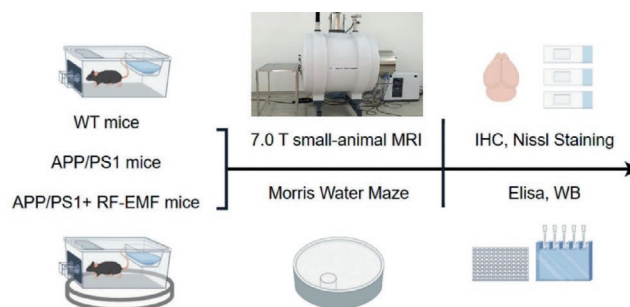 WT mice
APP/PS1 mice
APP/PS1+ RF-EMF mice
7.0 T small-animal MRI
Morris Water Maze
IHC, Nissl Staining
Elisa, WB